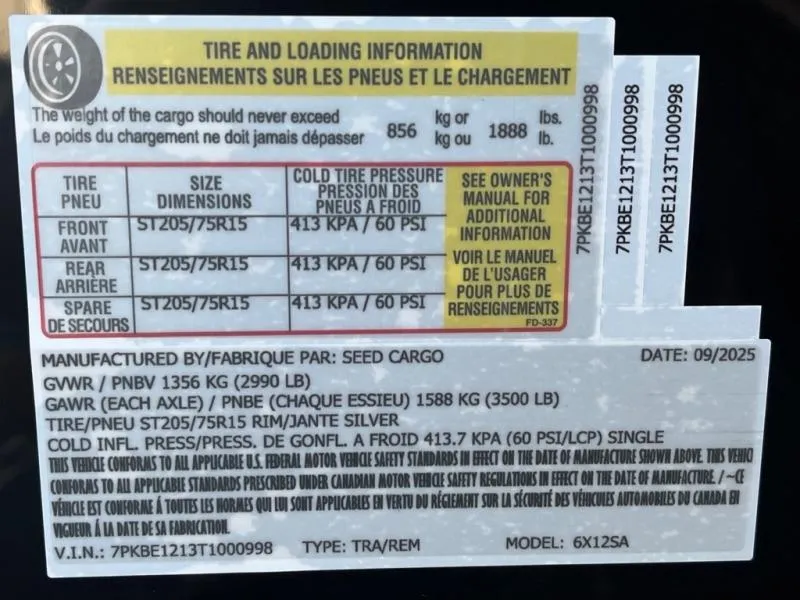 TIRE AND LOADING INFORMATION
RENSEIGNEMENTS SUR LES PNEUS ET LE CHARGEMENT
The weight of the cargo should never exceed 856 kg or 1888 lbs.
Le poids du chargement ne doit jamais dépasser kg ou lb.
TIRE PNEU
SIZE DIMENSIONS
COLD TIRE PRESSURE
PRESSION DES
PNEUS A FROID
FRONT AVANT ST205/75R15 413 KPA / 60 PSI
REAR ARRIÈRE ST205/75R15 413 KPA / 60 PSI
SPARE DE SECOURS ST205/75R15 413 KPA / 60 PSI
SEE OWNER'S
MANUAL FOR
ADDITIONAL
INFORMATION
VOIR LE MANUEL
DE L'USAGER
POUR PLUS DE
RENSEIGNEMENTS
FD-337
7PKBE1213T1000998
7PKBE1213T1000998
7PKBE1213T1000998
MANUFACTURED BY/FABRIQUE PAR: SEED CARGO DATE: 09/2025
GVWR / PNBV 1356 KG (2990 LB)
GAWR (EACH AXLE) / PNBE (CHAQUE ESSIEU) 1588 KG (3500 LB)
TIRE/PNEU ST205/75R15 RIM/JANTE SILVER
COLD INFL. PRESS/PRESS. DE GONFL. A FROID 413.7 KPA (60 PSI/LCP) SINGLE
THIS VEHICLE CONFORMS TO ALL APPLICABLE U.S. FEDERAL MOTOR VEHICLE SAFETY STANDARDS IN EFFECT ON THE DATE OF MANUFACTURE SHOWN ABOVE. THIS VEHIC
CONFORMS TO ALL APPLICABLE STANDARDS PRESCRIBED UNDER CANADIAN MOTOR VEHICLE SAFETY REGULATIONS IN EFFECT ON THE DATE OF MANUFACTURE. / ~CE
VÉHICLE EST CONFORME Á TOUTES LES NORMES QUI LUI SONT APPLICABLES EN VERTU DU RÉGLEMENT SUR LA SÉCURITÉ DES VÉHICULES AUTOMOBILES DU CANADA EN
VIGUEUR Á LA DATE DE SA FABRICATION.
V.I.N.: 7PKBE1213T1000998 TYPE: TRA/REM MODEL: 6X12SA